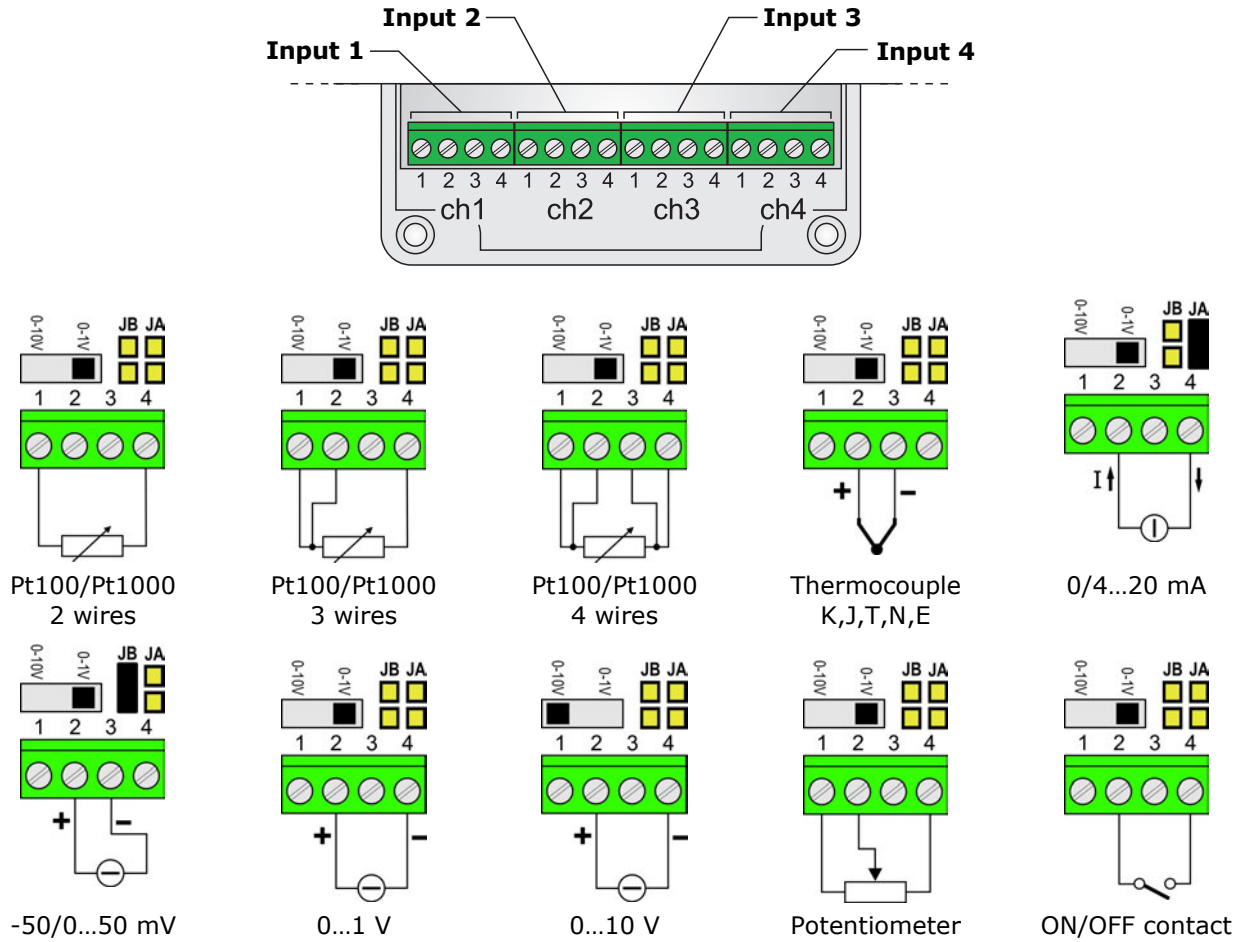 Input 2
Input 3
Input 1
Input 4
1 2 3 4 1 2 3 4 1 2 3 4 1 2 3 4
ch1 ch2 ch3 ch4
0-10V 0-1V JB JA
1 2 3 4
Pt100/Pt1000
2 wires
0-10V 0-1V JB JA
1 2 3 4
Pt100/Pt1000
3 wires
0-10V 0-1V JB JA
1 2 3 4
Pt100/Pt1000
4 wires
0-10V 0-1V JB JA
1 2 3 4
+ −
Thermocouple
K,J,T,N,E
0-10V 0-1V JB JA
1 2 3 4
I
0/4...20 mA
0-10V 0-1V JB JA
1 2 3 4
+ −
-50/0...50 mV
0-10V 0-1V JB JA
1 2 3 4
+ −
0...1 V
0-10V 0-1V JB JA
1 2 3 4
+ −
0...10 V
0-10V 0-1V JB JA
1 2 3 4
Potentiometer
0-10V 0-1V JB JA
1 2 3 4
ON/OFF contact